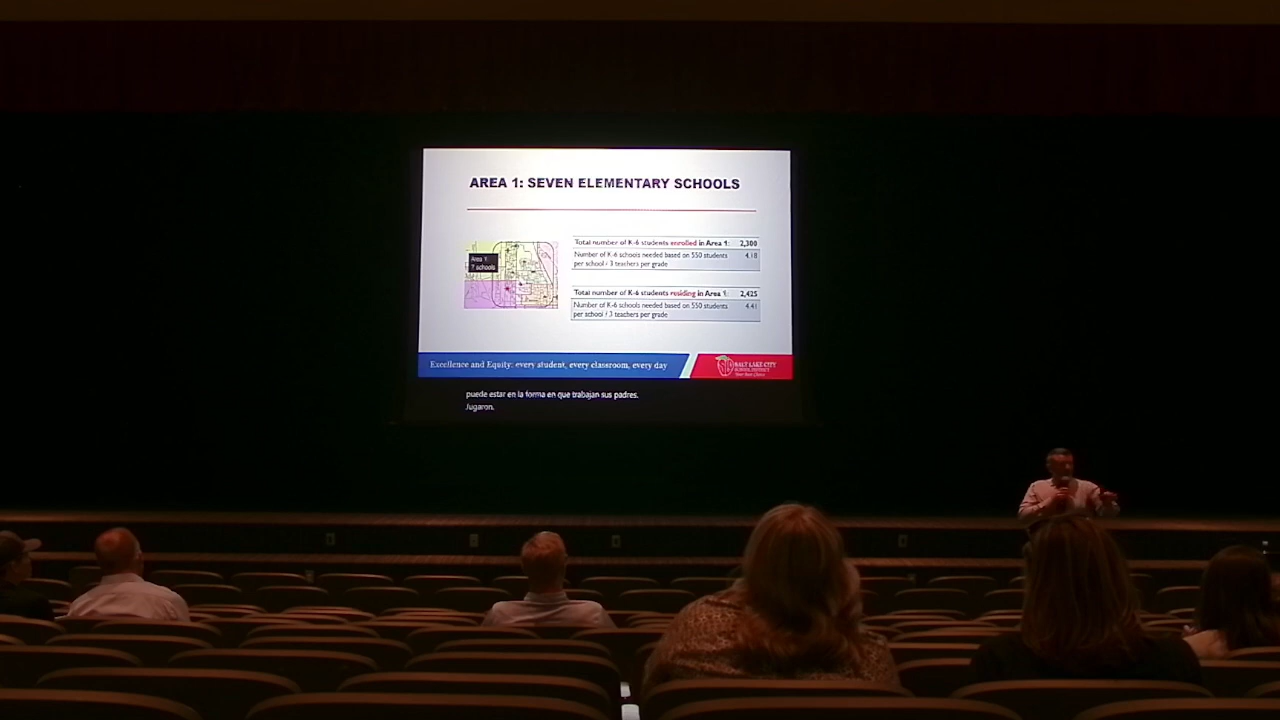 AREA 1: SEVEN ELEMENTARY SCHOOLS
Area 1:
7 schools
Total number of K-6 students enrolled in Area 1: 2,300
Number of K-6 schools needed based on 550 students 4.18
per school / 3 teachers per grade
Total number of K-6 students residing in Area 1: 2,425
Number of K-6 schools needed based on 550 students 4.41
per school / 3 teachers per grade
Excellence and Equity: every student, every classroom, every day
SALT LAKE CITY
SCHOOL DISTRICT
Your Best Choice
puede estar en la forma en que trabajan sus padres.
Jugaron.